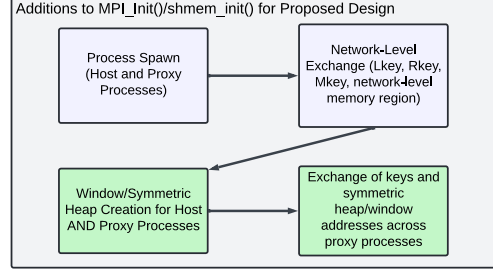 Additions to MPI_Init()/shmem_init() for Proposed Design
Process Spawn
(Host and Proxy
Processes)
Network-Level
Exchange (Lkey, Rkey,
Mkey, network-level
memory region)
Window/Symmetric
Heap Creation for Host
AND Proxy Processes
Exchange of keys and
symmetric
heap/window
addresses across
proxy processes